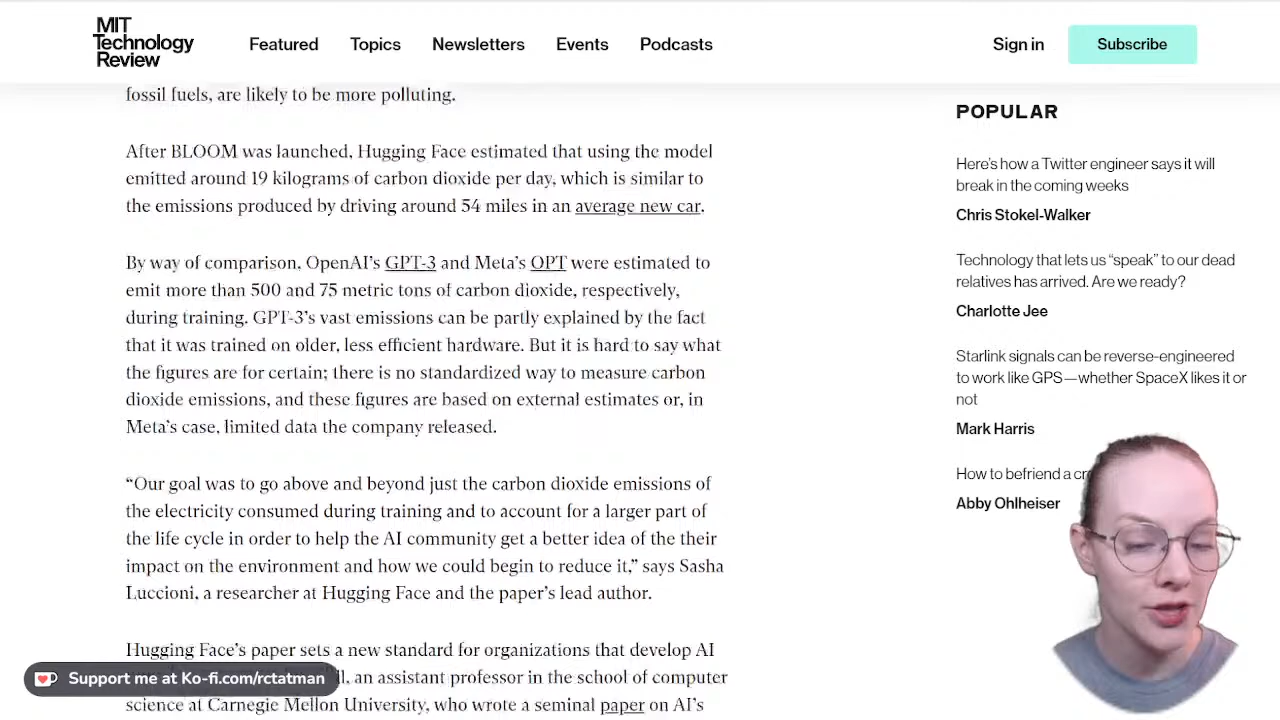 MIT
Technology
Review
Featured
Topics
Newsletters
Events
Podcasts
Sign in
Subscribe
fossil fuels, are likely to be more polluting.
After BLOOM was launched, Hugging Face estimated that using the model
emitted around 19 kilograms of carbon dioxide per day, which is similar to
the emissions produced by driving around 54 miles in an average new car.
By way of comparison, OpenAI’s GPT-3 and Meta’s OPT were estimated to
emit more than 500 and 75 metric tons of carbon dioxide, respectively,
during training. GPT-3’s vast emissions can be partly explained by the fact
that it was trained on older, less efficient hardware. But it is hard to say what
the figures are for certain; there is no standardized way to measure carbon
dioxide emissions, and these figures are based on external estimates or, in
Meta’s case, limited data the company released.
“Our goal was to go above and beyond just the carbon dioxide emissions of
the electricity consumed during training and to account for a larger part of
the life cycle in order to help the AI community get a better idea of the their
impact on the environment and how we could begin to reduce it,” says Sasha
Luccioni, a researcher at Hugging Face and the paper’s lead author.
Hugging Face’s paper sets a new standard for organizations that develop AI
an assistant professor in the school of computer
science at Carnegie Mellon University, who wrote a seminal paper on AI’s
POPULAR
Here’s how a Twitter engineer says it will
break in the coming weeks
Chris Stokel-Walker
Technology that lets us “speak” to our dead
relatives has arrived. Are we ready?
Charlotte Jee
Starlink signals can be reverse-engineered
to work like GPS—whether SpaceX likes it or
not
Mark Harris
How to befriend a
Abby Ohlheiser
Support me at Ko-fi.com/rctatman